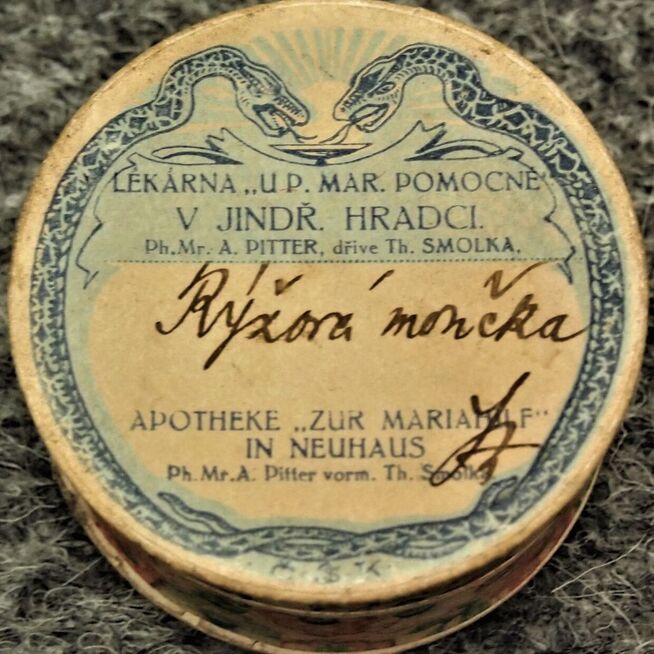 LÉKÁRNA „U P. MAR. POMOCNÉ“
V JINDŘ. HRADCI.
Ph. Mr. A. PITTER, dříve Th. SMOLKA.
Rýžová moučka
APOTHEKE „ZUR MARIAHILF“
IN NEUHAUS
Ph. Mr. A. Pitter vorm. Th. Smolka.